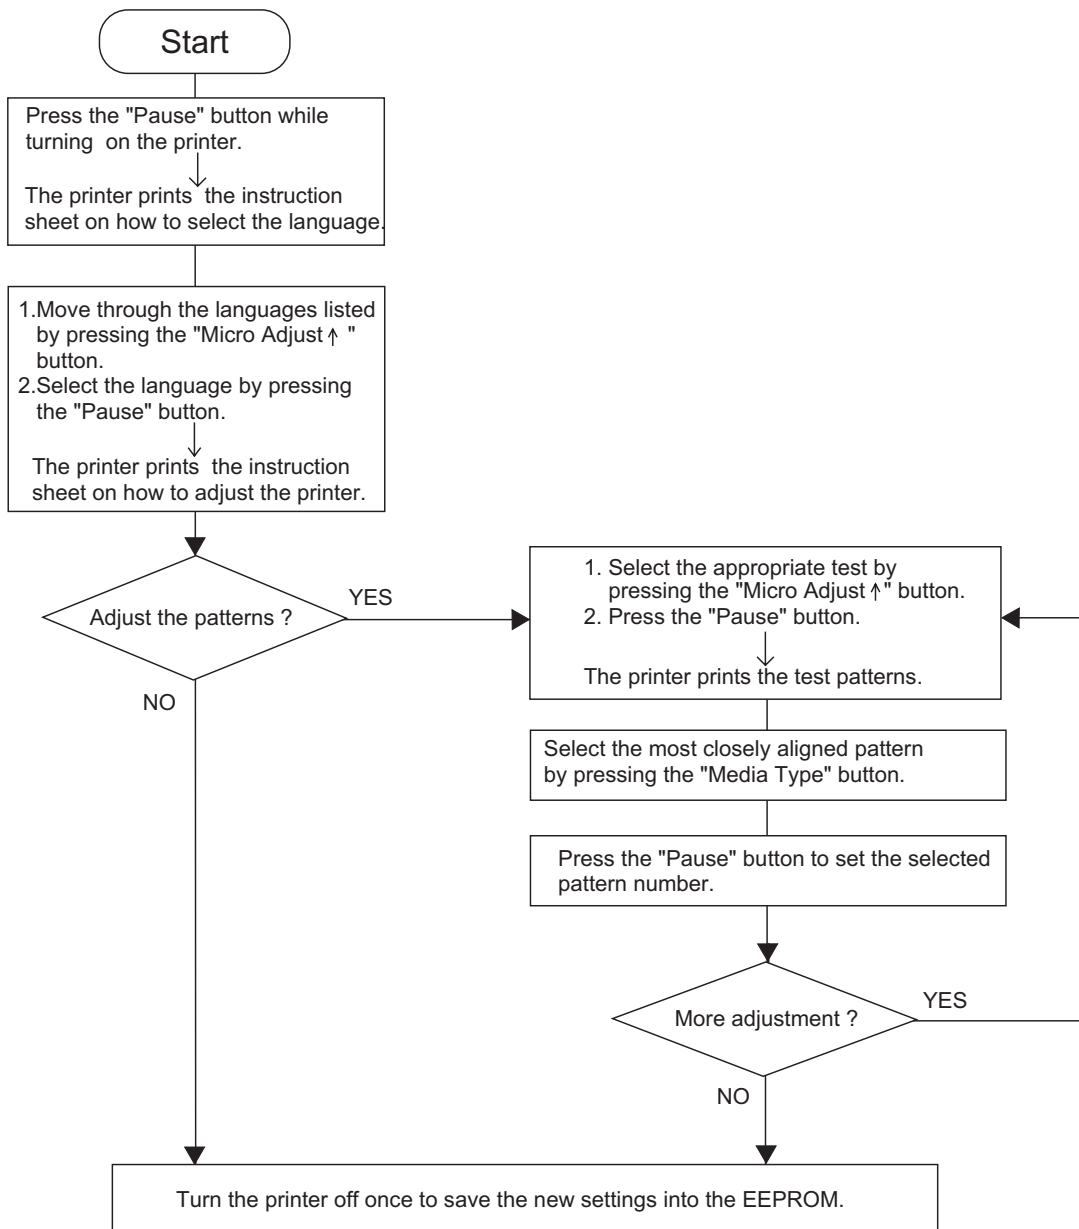 Start
Press the "Pause" button while
turning on the printer.
The printer prints the instruction
sheet on how to select the language.
1.Move through the languages listed
by pressing the "Micro Adjust ↑ "
button.
2.Select the language by pressing
the "Pause" button.
The printer prints the instruction
sheet on how to adjust the printer.
Adjust the patterns ?
YES
NO
1. Select the appropriate test by
pressing the "Micro Adjust ↑" button.
2. Press the "Pause" button.
The printer prints the test patterns.
Select the most closely aligned pattern
by pressing the "Media Type" button.
Press the "Pause" button to set the selected
pattern number.
More adjustment ?
YES
NO
Turn the printer off once to save the new settings into the EEPROM.